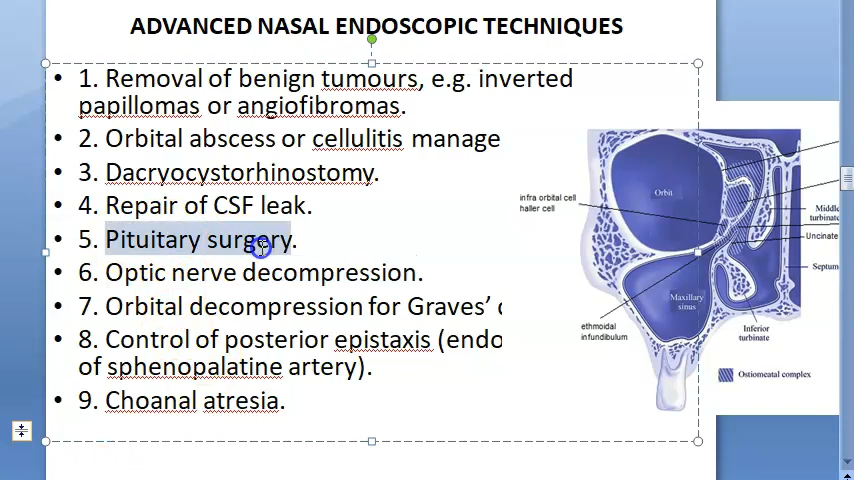 ADVANCED NASAL ENDOSCOPIC TECHNIQUES
• 1. Removal of benign tumours, e.g. inverted
papillomas or angiofibromas.
• 2. Orbital abscess or cellulitis manage
• 3. Dacryocystorhinostomy.
• 4. Repair of CSF leak.
• 5. Pituitary surgery.
• 6. Optic nerve decompression.
• 7. Orbital decompression for Graves’
• 8. Control of posterior epistaxis (endo
of sphenopalatine artery).
• 9. Choanal atresia.
Orbit
infra orbital cell
haller cell
Middle
turbinate
Uncinate
Septum
Maxillary
sinus
ethmoidal
infundibulum
Inferior
turbinate
Ostiomeatal complex